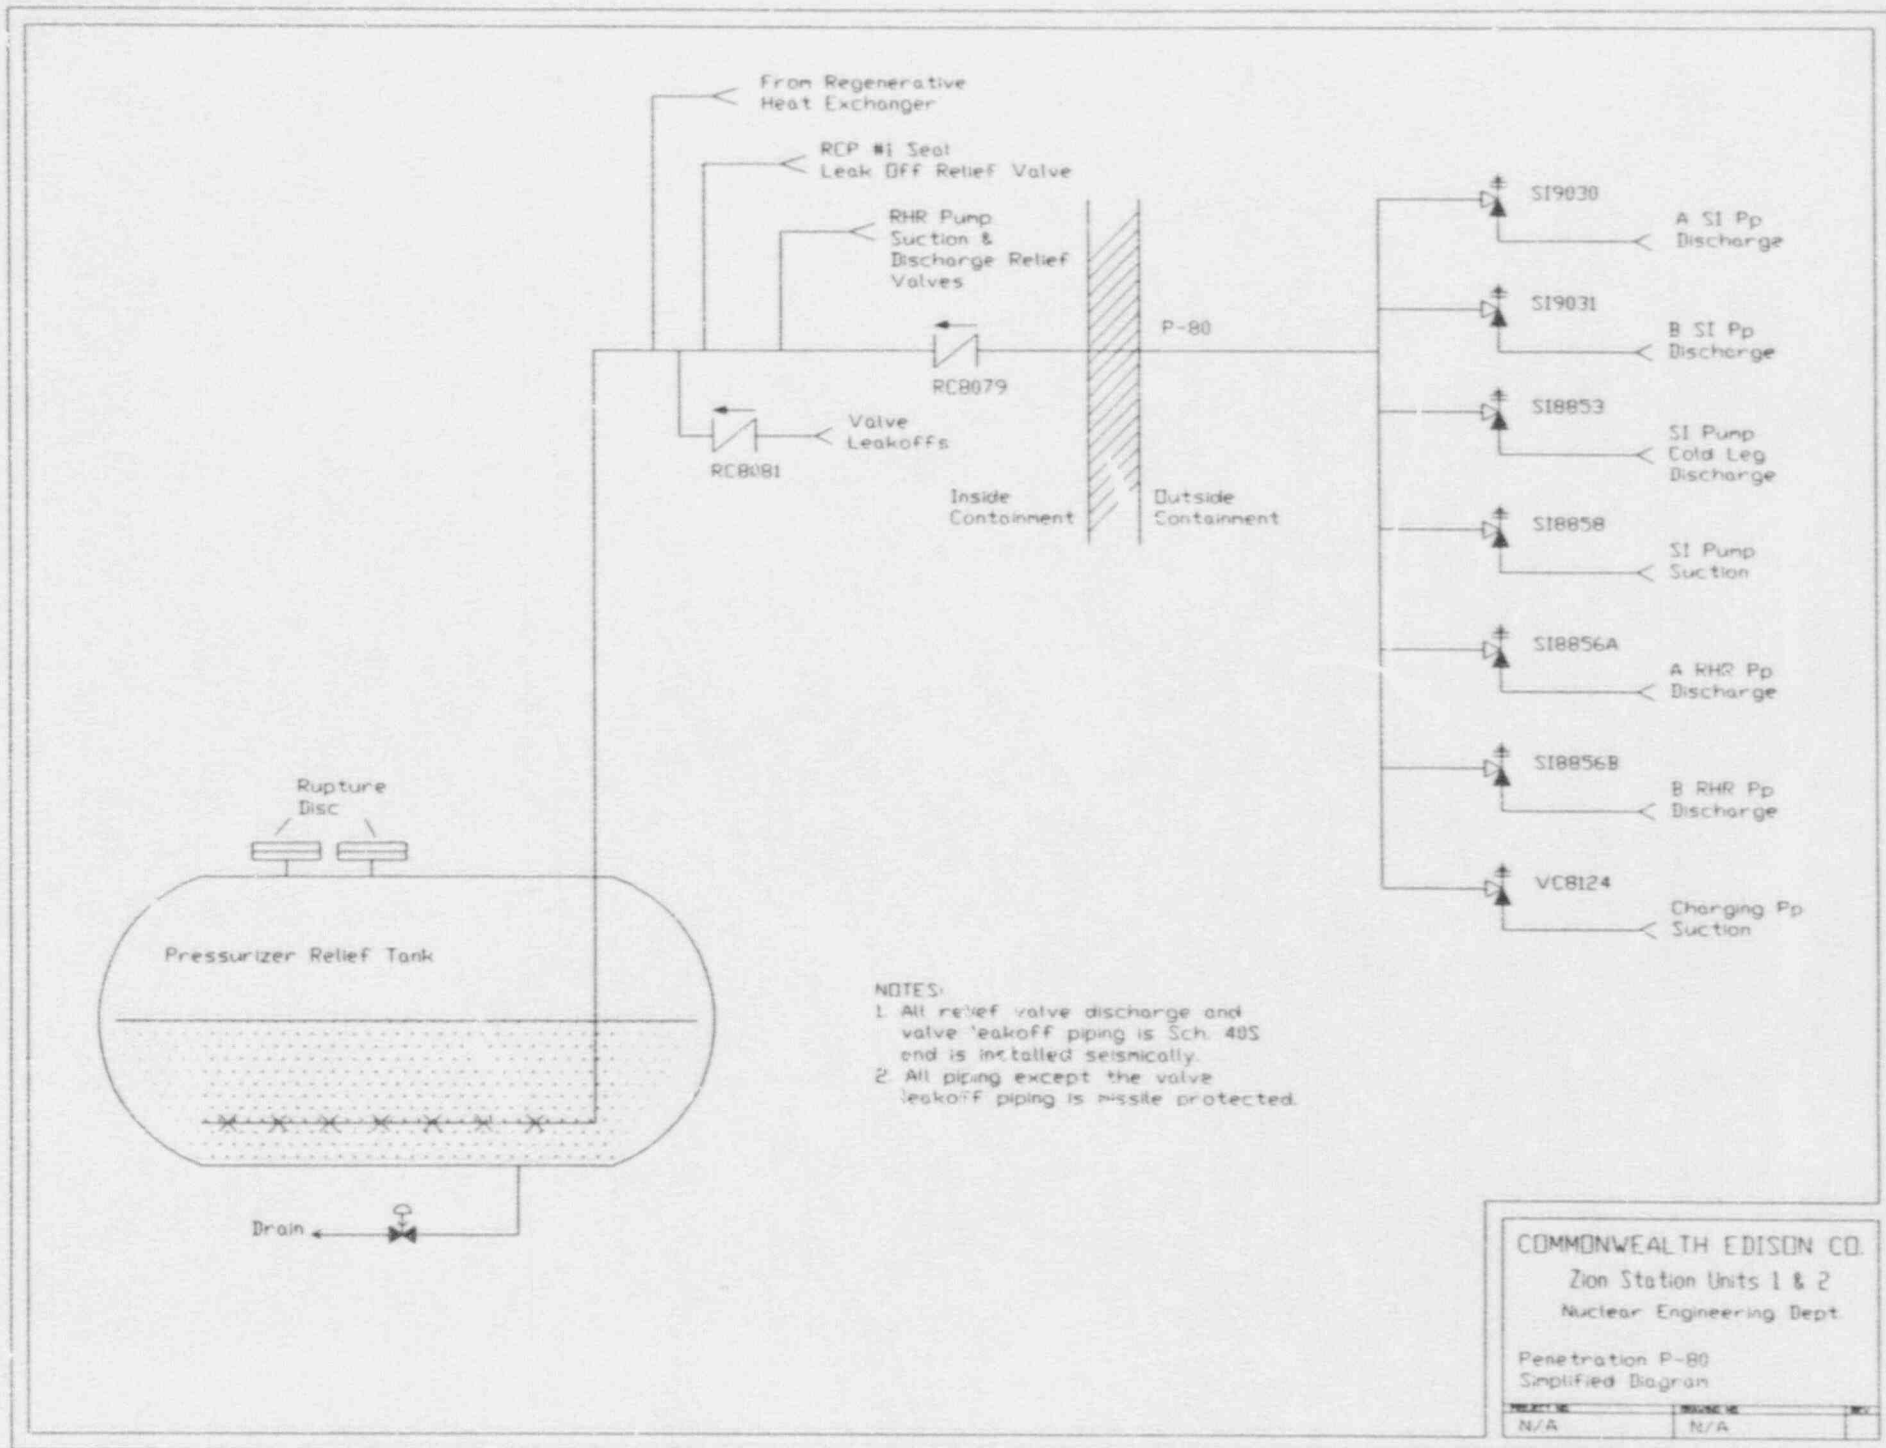 From Regenerative
Heat Exchanger
RCP #1 Seal
Leak Off Relief Valve
RHR Pump
Suction &
Discharge Relief
Valves
P-80
RC8079
Valve
Leakoffs
RC8081
Inside
Containment
Outside
Containment
SI9030
A SI Pp
Discharge
SI9031
B SI Pp
Discharge
SI8853
SI Pump
Cold Leg
Discharge
SI8858
SI Pump
Suction
SI8856A
A RHR Pp
Discharge
SI8856B
B RHR Pp
Discharge
VC8124
Charging Pp
Suction
Rupture
Disc
Pressurizer Relief Tank
Drain
NOTES:
1. All relief valve discharge and
valve leakoff piping is Sch. 40S
and is installed seismically.
2. All piping except the valve
leakoff piping is missile protected.
COMMONWEALTH EDISON CO.
Zion Station Units 1 & 2
Nuclear Engineering Dept.
Penetration P-80
Simplified Diagram
PROJECT NO.
DRAWING NO.
REV
N/A
N/A